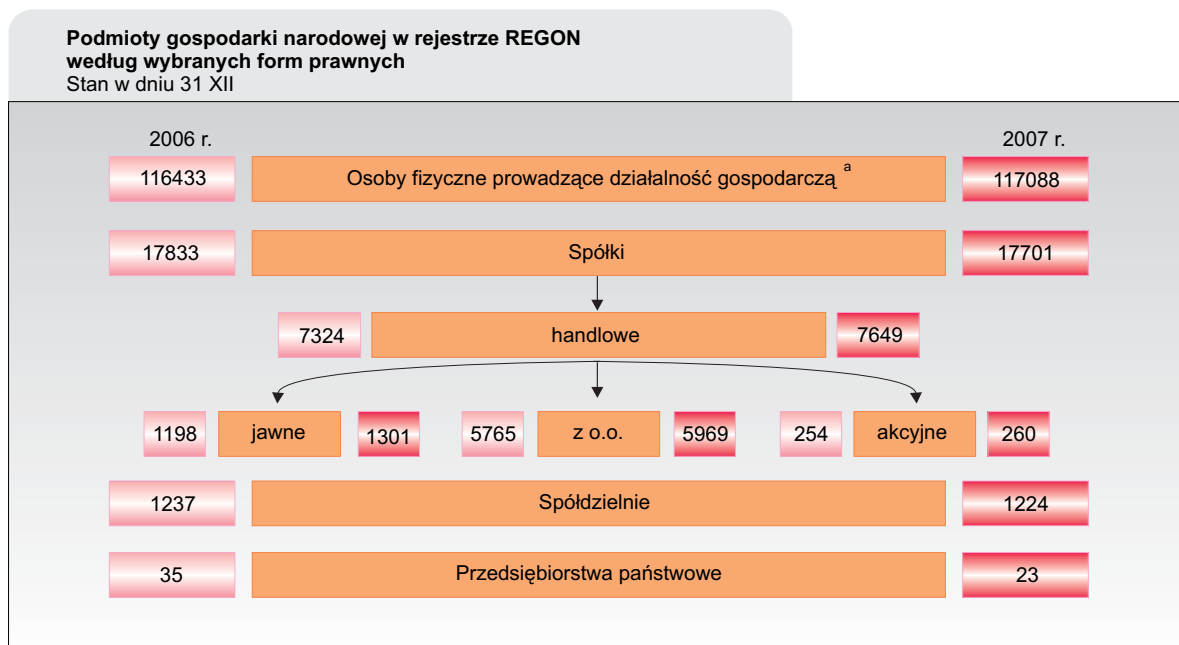 Podmioty gospodarki narodowej w rejestrze REGON
według wybranych form prawnych
Stan w dniu 31 XII
2006 r. 2007 r.
116433 Osoby fizyczne prowadzące działalność gospodarczą a 117088
17833 Spółki 17701
7324 handlowe 7649
1198 jawne 1301 5765 z o.o. 5969 254 akcyjne 260
1237 Spółdzielnie 1224
35 Przedsiębiorstwa państwowe 23